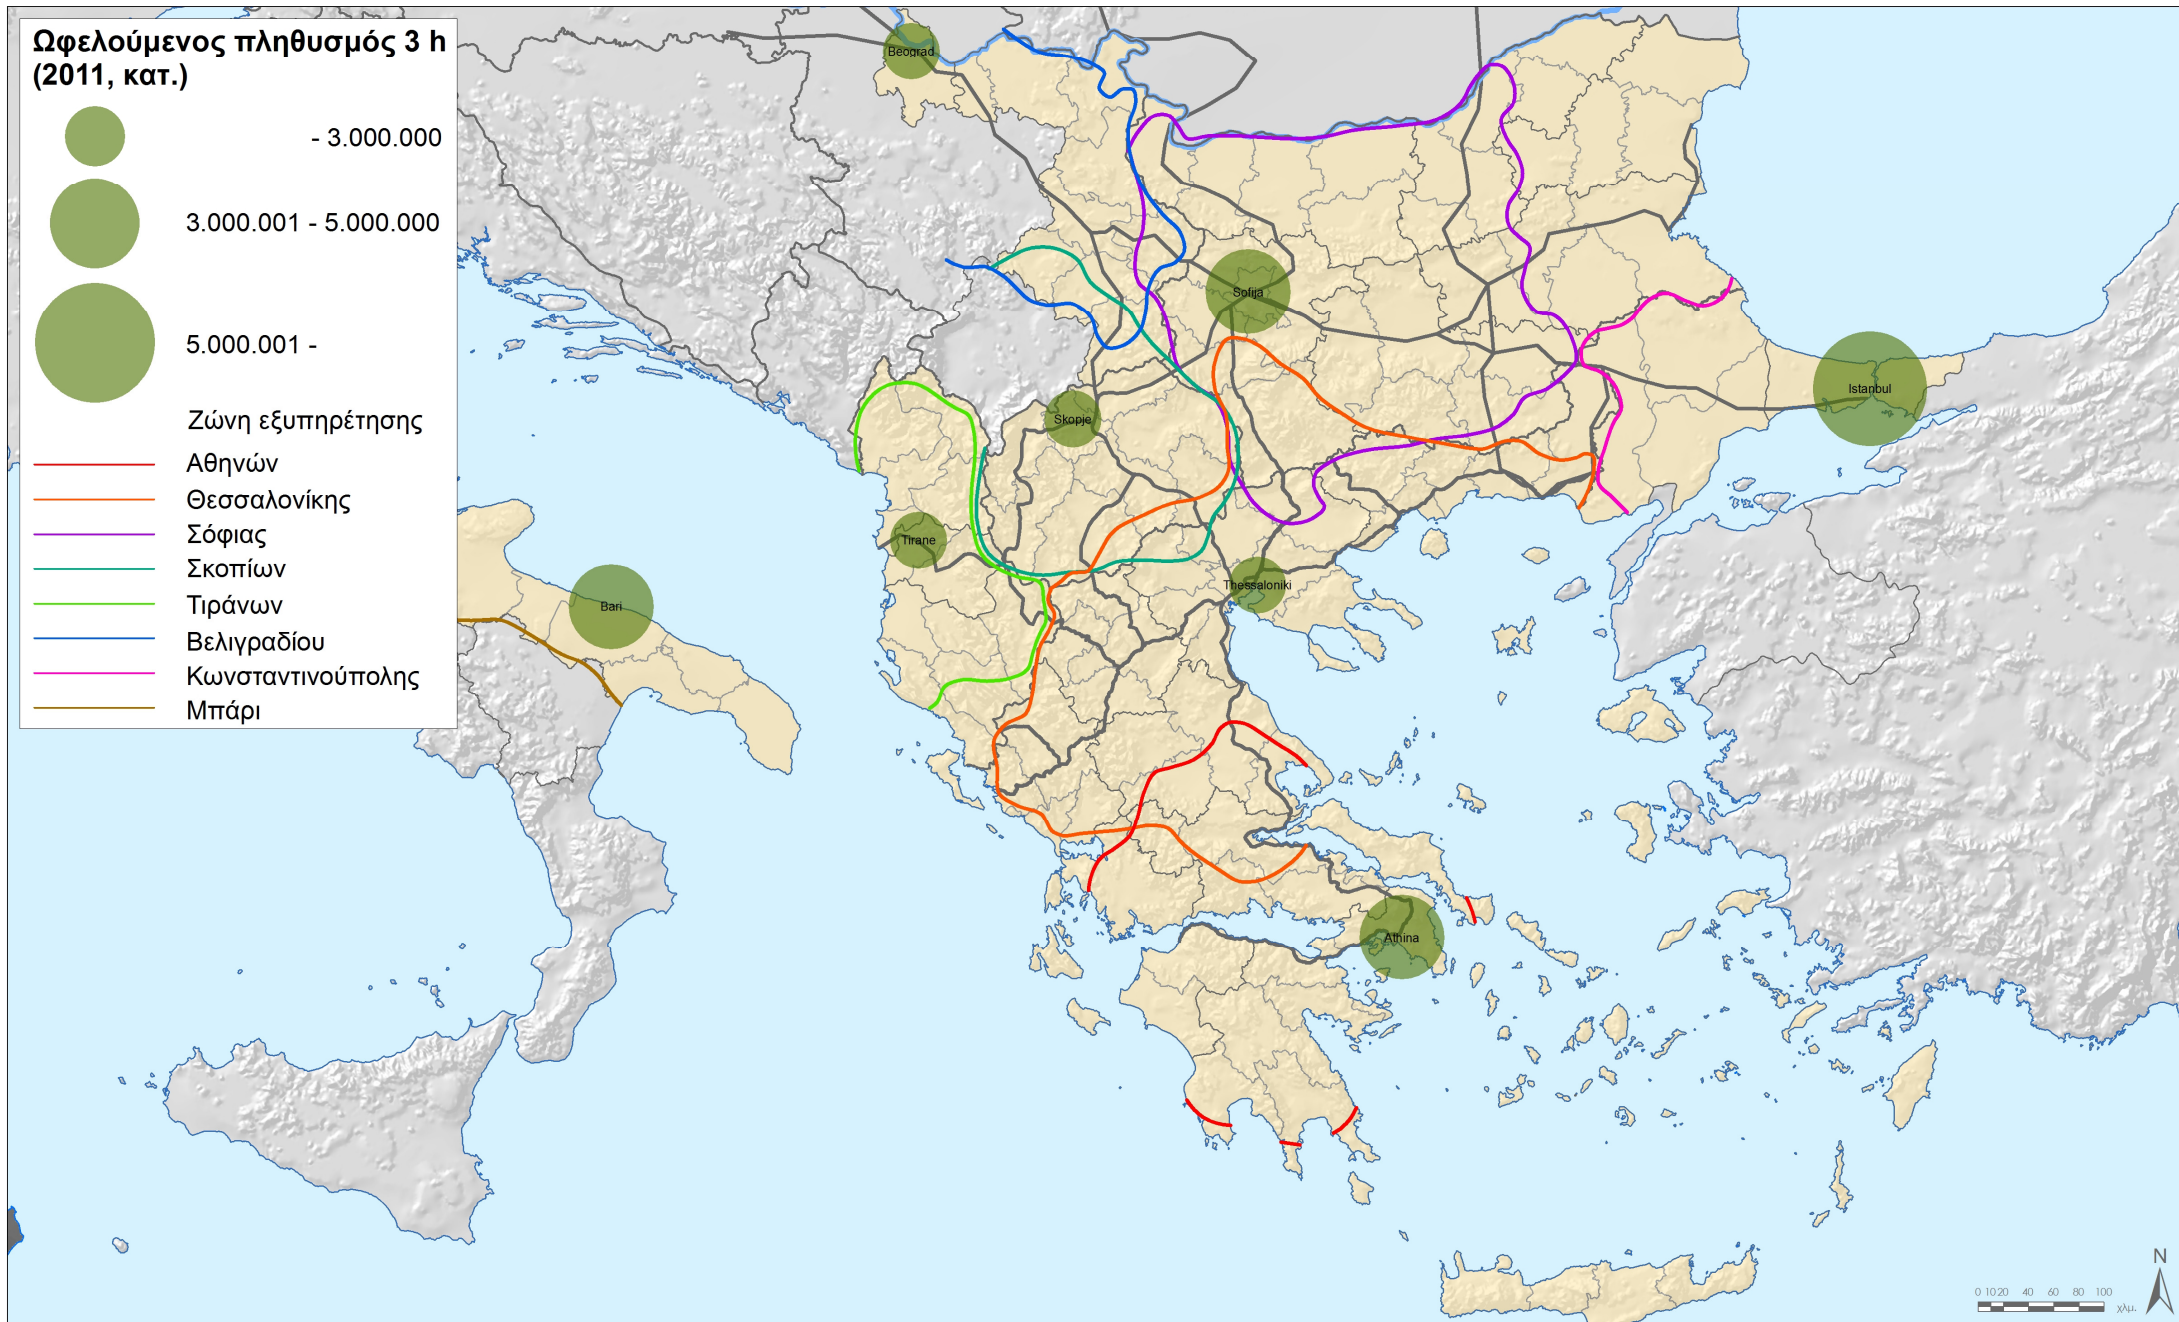 Ωφελούμενος πληθυσμός 3 h
(2011, κατ.)
- 3.000.000
3.000.001 - 5.000.000
5.000.001 -
Ζώνη εξυπηρέτησης
Αθηνών
Θεσσαλονίκης
Σόφιας
Σκοπίων
Τιράνων
Βελιγραδίου
Κωνσταντινούπολης
Μπάρι
Beograd
Sofija
Istanbul
Skopje
Tirane
Thessaloniki
Bari
Athina
N
0 10 20 40 60 80 100
χλμ.